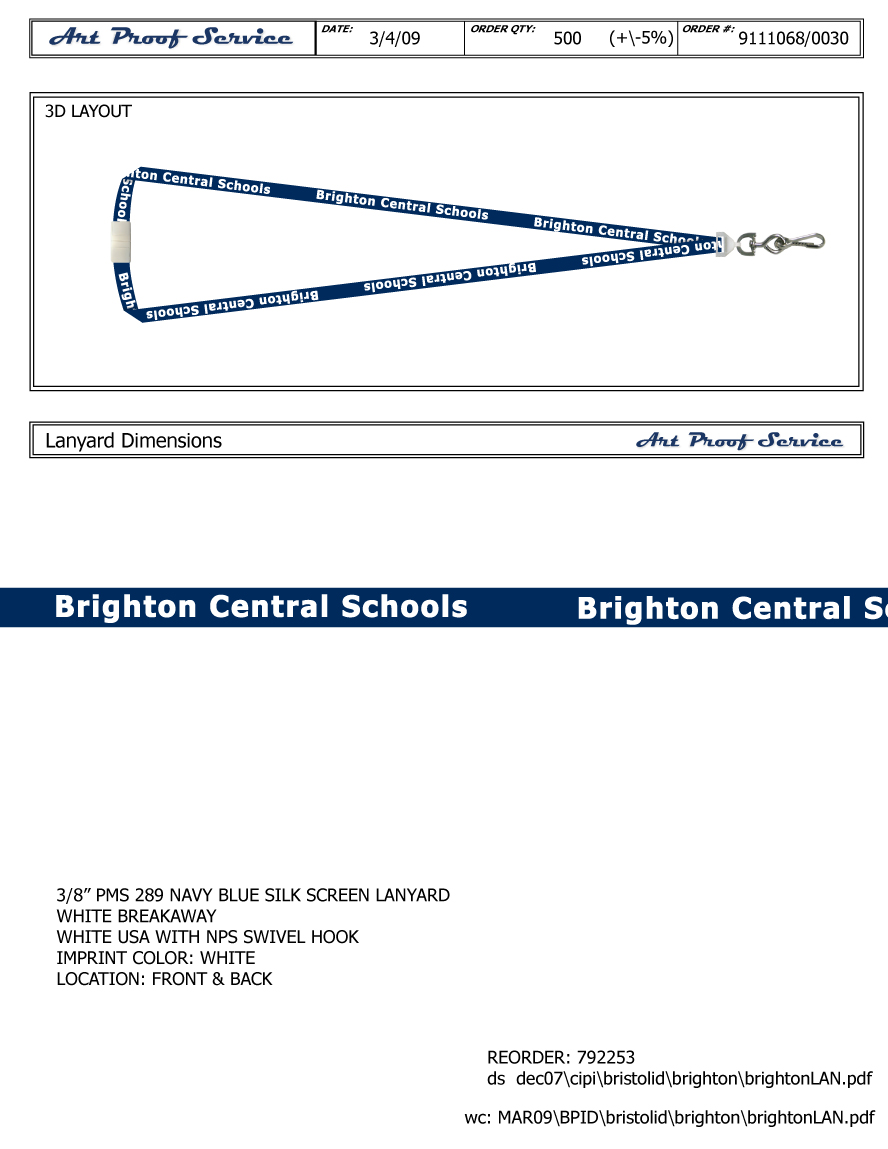 Art Proof Service
DATE: 3/4/09
ORDER QTY: 500 (+\-5%)
ORDER #: 9111068/0030
3D LAYOUT
hton Central Schools Brighton Central Schools Brighton Central Schoo
School
Brigh
Brighton Central Schools Brighton Central Schools ton Central Schools
Lanyard Dimensions
Art Proof Service
Brighton Central Schools Brighton Central Sc
3/8” PMS 289 NAVY BLUE SILK SCREEN LANYARD
WHITE BREAKAWAY
WHITE USA WITH NPS SWIVEL HOOK
IMPRINT COLOR: WHITE
LOCATION: FRONT & BACK
REORDER: 792253
ds dec07\cipi\bristolid\brighton\brightonLAN.pdf
wc: MAR09\BPID\bristolid\brighton\brightonLAN.pdf